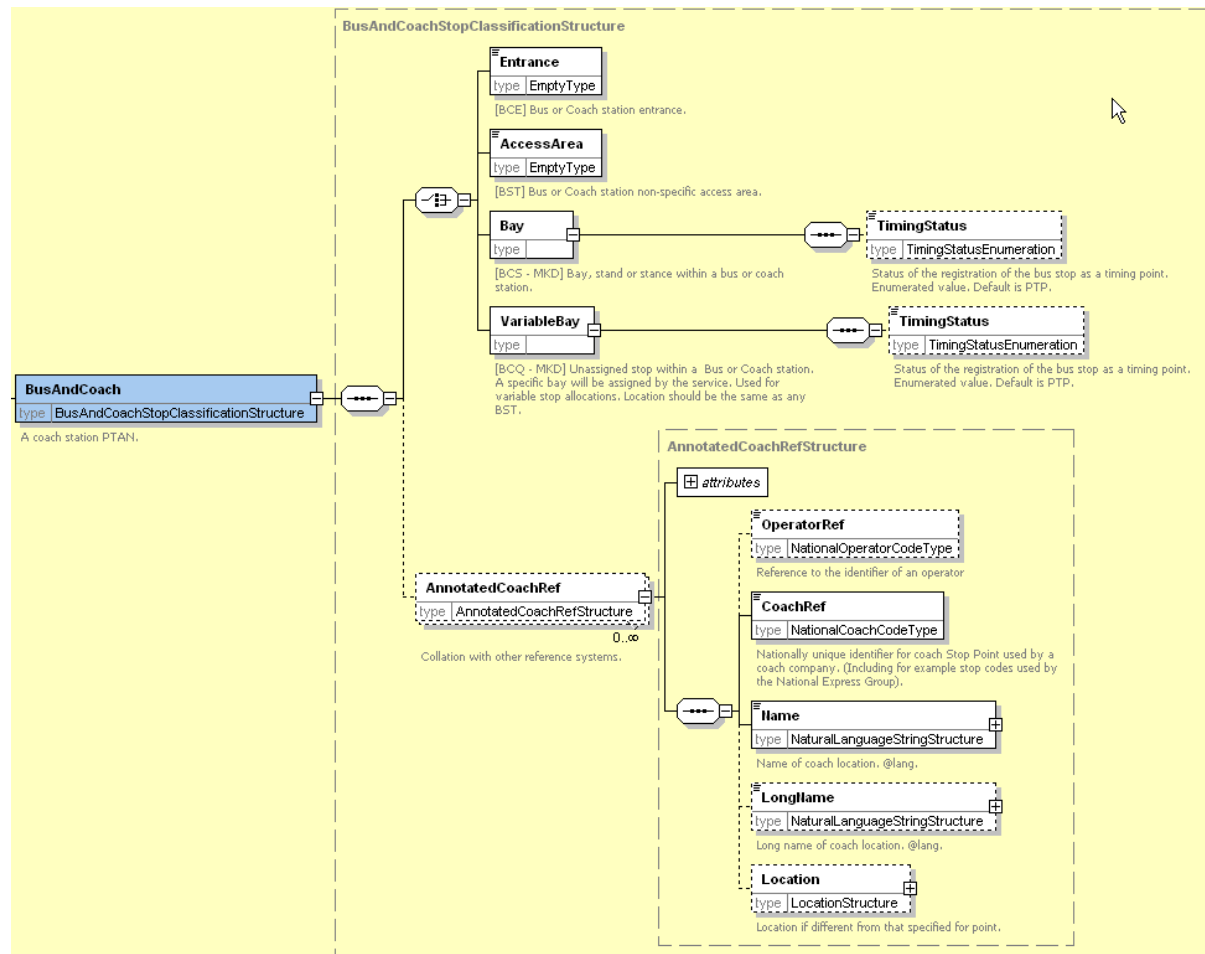 BusAndCoachStopClassificationStructure
Entrance
type EmptyType
[BCE] Bus or Coach station entrance.
AccessArea
type EmptyType
[BST] Bus or Coach station non-specific access area.
Bay
type
[BCS - MKD] Bay, stand or stance within a bus or coach
station.
TimingStatus
type TimingStatusEnumeration
Status of the registration of the bus stop as a timing point.
Enumerated value. Default is PTP.
VariableBay
type
[BCQ - MKD] Unassigned stop within a Bus or Coach station.
A specific bay will be assigned by the service. Used for
variable stop allocations. Location should be the same as any
BST.
TimingStatus
type TimingStatusEnumeration
Status of the registration of the bus stop as a timing point.
Enumerated value. Default is PTP.
BusAndCoach
type BusAndCoachStopClassificationStructure
A coach station PTAN.
AnnotatedCoachRef
type AnnotatedCoachRefStructure
0..∞
Collation with other reference systems.
AnnotatedCoachRefStructure
attributes
OperatorRef
type NationalOperatorCodeType
Reference to the identifier of an operator
CoachRef
type NationalCoachCodeType
Nationally unique identifier for coach Stop Point used by a
coach company. (Including for example stop codes used by
the National Express Group).
Name
type NaturalLanguageStringStructure
Name of coach location. @lang.
LongName
type NaturalLanguageStringStructure
Long name of coach location. @lang.
Location
type LocationStructure
Location if different from that specified for point.